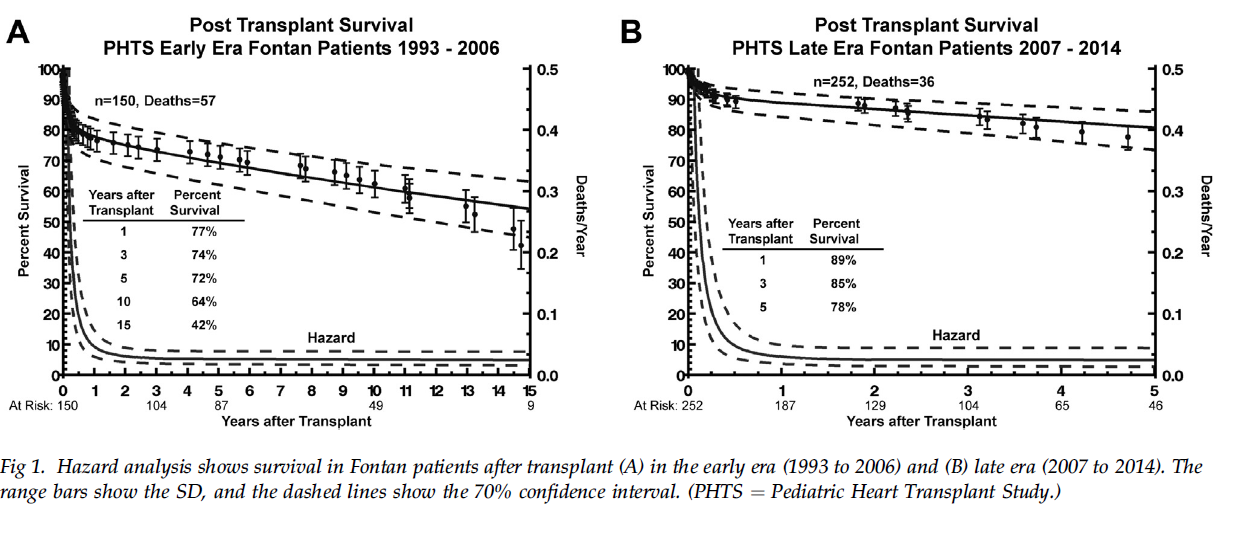 A
Post Transplant Survival
PHTS Early Era Fontan Patients 1993 - 2006
n=150, Deaths=57
Percent Survival
100
90
80
70
60
50
40
30
20
10
0
Deaths/Year
0.5
0.4
0.3
0.2
0.1
0.0
Years after Transplant Percent Survival
1 77%
3 74%
5 72%
10 64%
15 42%
Hazard
0 1 2 3 4 5 6 7 8 9 10 11 12 13 14 15
At Risk: 150 104 87 49 9
Years after Transplant
B
Post Transplant Survival
PHTS Late Era Fontan Patients 2007 - 2014
n=252, Deaths=36
Percent Survival
100
90
80
70
60
50
40
30
20
10
0
Deaths/Year
0.5
0.4
0.3
0.2
0.1
0.0
Years after Transplant Percent Survival
1 89%
3 85%
5 78%
Hazard
0 1 2 3 4 5
At Risk: 252 187 129 104 65 46
Years after Transplant
Fig 1. Hazard analysis shows survival in Fontan patients after transplant (A) in the early era (1993 to 2006) and (B) late era (2007 to 2014). The
range bars show the SD, and the dashed lines show the 70% confidence interval. (PHTS = Pediatric Heart Transplant Study.)